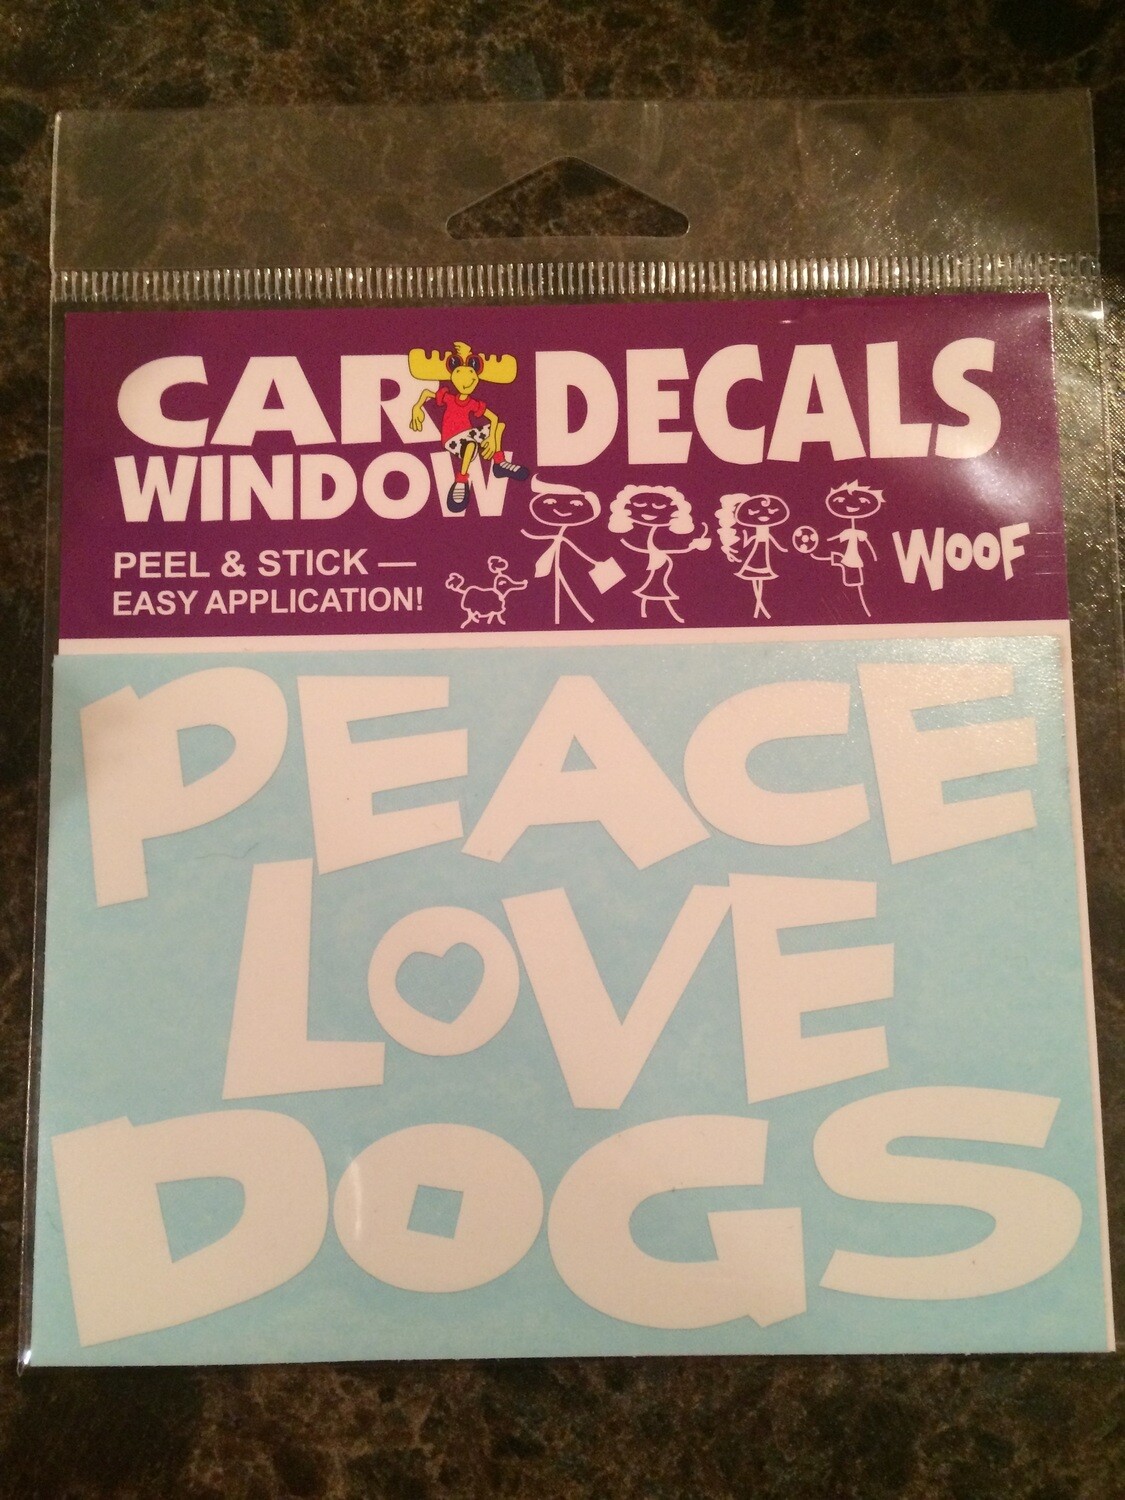 CAR DECALS
WINDOW
PEEL & STICK —
EASY APPLICATION!
WOOF
PEACE
LOVE
DOGS